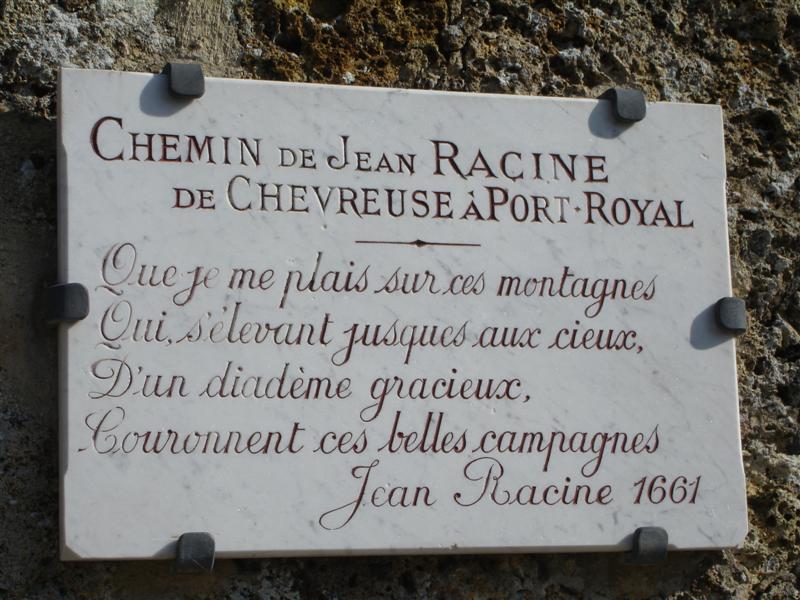 CHEMIN DE JEAN RACINE
DE CHEVREUSE À PORT-ROYAL
Que je me plais sur ces montagnes
Qui, s'élevant jusques aux cieux,
D'un diadème gracieux,
Couronnent ces belles campagnes
Jean Racine 1661